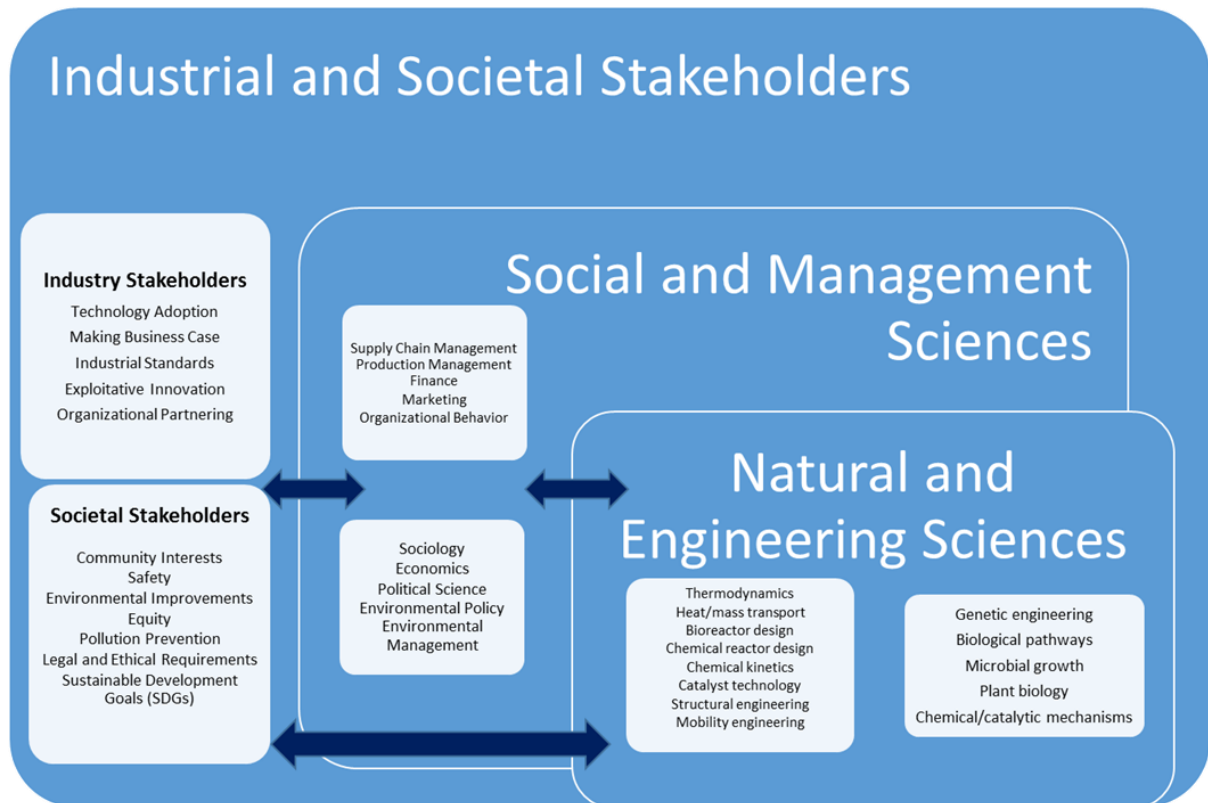 Industrial and Societal Stakeholders
Industry Stakeholders
Technology Adoption
Making Business Case
Industrial Standards
Exploitative Innovation
Organizational Partnering
Societal Stakeholders
Community Interests
Safety
Environmental Improvements
Equity
Pollution Prevention
Legal and Ethical Requirements
Sustainable Development
Goals (SDGs)
Social and Management
Sciences
Supply Chain Management
Production Management
Finance
Marketing
Organizational Behavior
Sociology
Economics
Political Science
Environmental Policy
Environmental
Management
Natural and
Engineering Sciences
Thermodynamics
Heat/mass transport
Bioreactor design
Chemical reactor design
Chemical kinetics
Catalyst technology
Structural engineering
Mobility engineering
Genetic engineering
Biological pathways
Microbial growth
Plant biology
Chemical/catalytic mechanisms